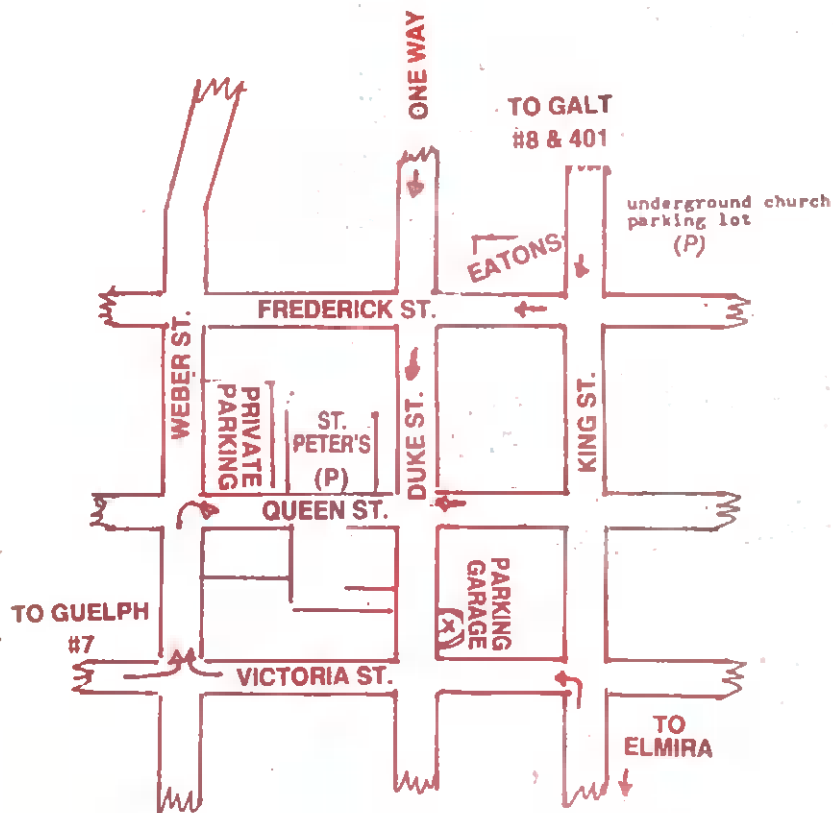 ONE WAY
TO GALT
#8 & 401
underground church
parking lot
(P)
EATONS
FREDERICK ST.
WEBER ST.
PRIVATE
PARKING
ST.
PETER'S
(P)
DUKE ST.
KING ST.
QUEEN ST.
PARKING
GARAGE
X
TO GUELPH
#7
VICTORIA ST.
TO
ELMIRA